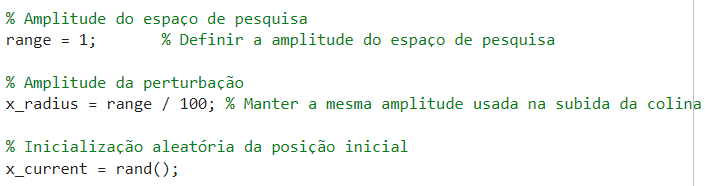 % Amplitude do espaço de pesquisa
range = 1;       % Definir a amplitude do espaço de pesquisa
% Amplitude da perturbação
x_radius = range / 100; % Manter a mesma amplitude usada na subida da colina
% Inicialização aleatória da posição inicial
x_current = rand();